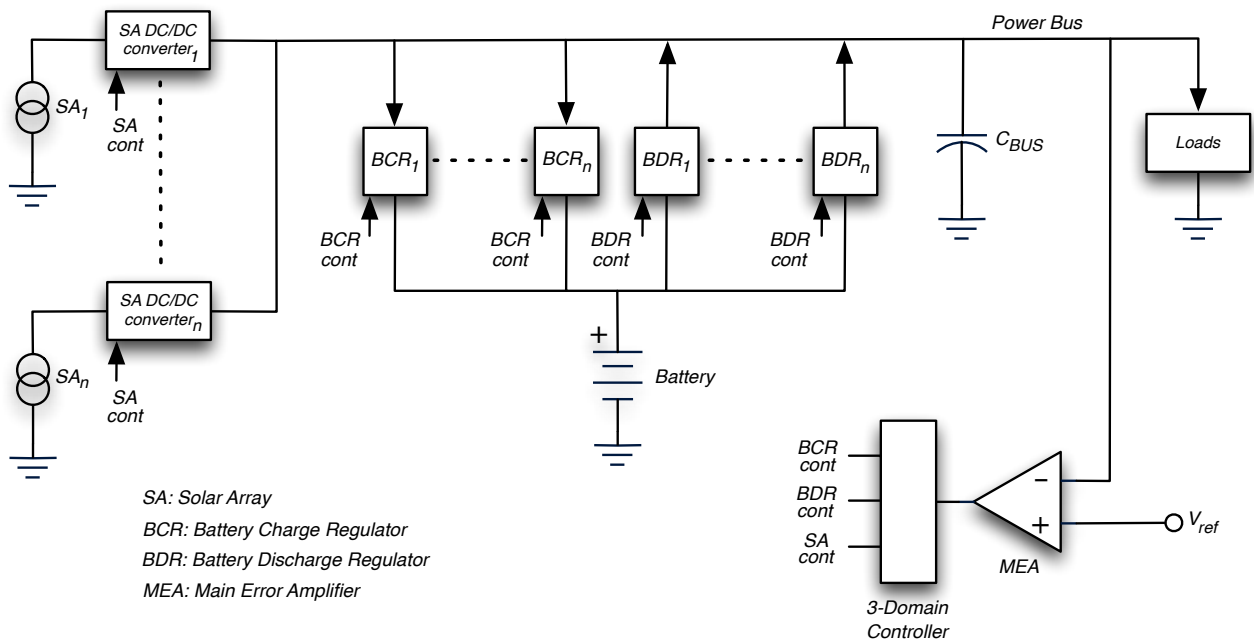 SA DC/DC
converter1
Power Bus
SA1
SA
cont
BCR1
BCRn
BDR1
BDRn
CBUS
Loads
BCR
cont
BCR
cont
BDR
cont
BDR
cont
SA DC/DC
convertern
+
SAn
Battery
SA
cont
BCR
cont
BDR
cont
SA
cont
-
+
Vref
MEA
3-Domain
Controller
SA: Solar Array
BCR: Battery Charge Regulator
BDR: Battery Discharge Regulator
MEA: Main Error Amplifier